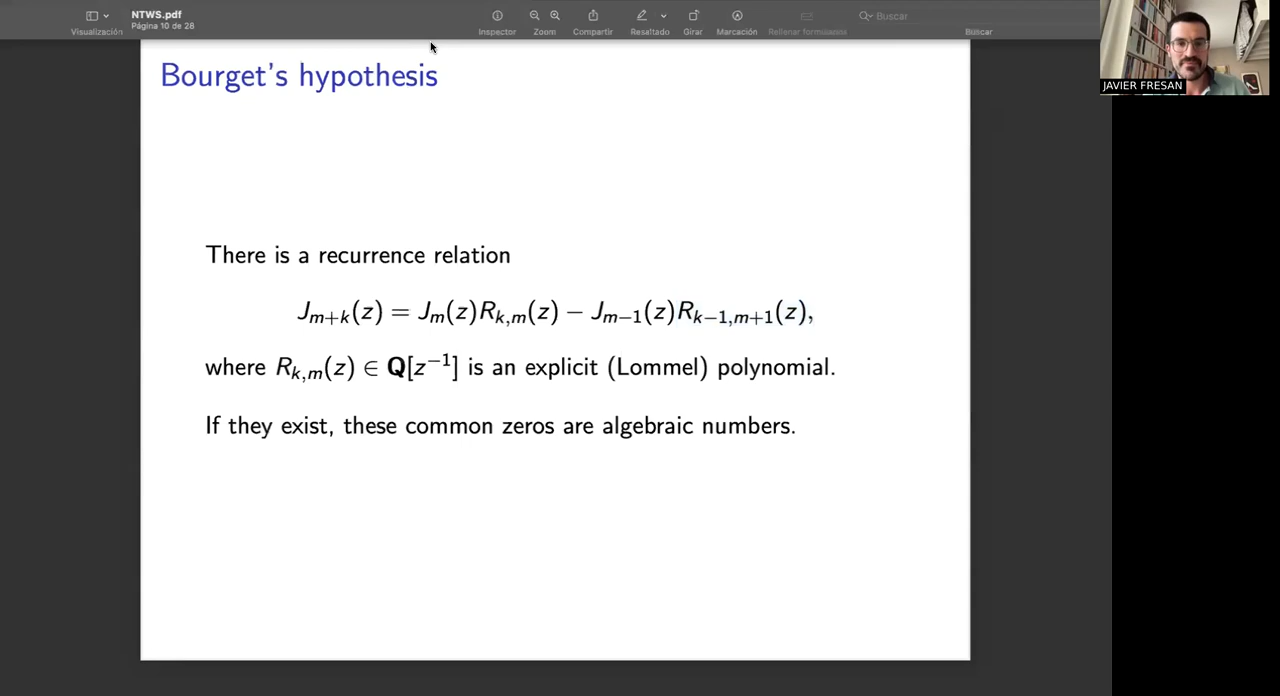 NTWS.pdf
Página 10 de 28
Visualización
Inspector
Zoom
Compartir
Resaltado
Girar
Marcación
Rellenar formularios
Buscar
Buscar
JAVIER FRESAN
Bourget's hypothesis
There is a recurrence relation
J_{m+k}(z) = J_m(z)R_{k,m}(z) − J_{m−1}(z)R_{k−1,m+1}(z),
where R_{k,m}(z) ∈ Q[z^{−1}] is an explicit (Lommel) polynomial.
If they exist, these common zeros are algebraic numbers.